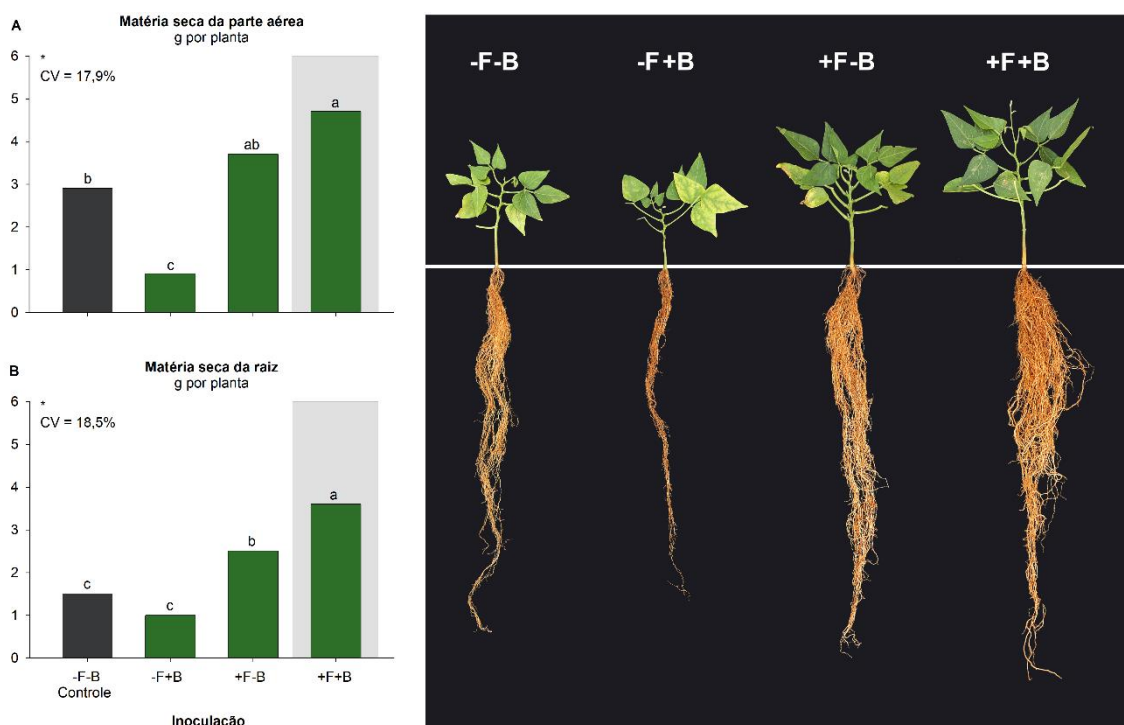 A
Matéria seca da parte aérea
g por planta
6
*
CV = 17,9%
a
5
ab
4
b
3
2
c
1
0
B
Matéria seca da raiz
g por planta
6
*
CV = 18,5%
5
a
4
b
3
c
2
c
1
0
-F-B
Controle
-F+B
+F-B
+F+B
Inoculação
-F-B
-F+B
+F-B
+F+B